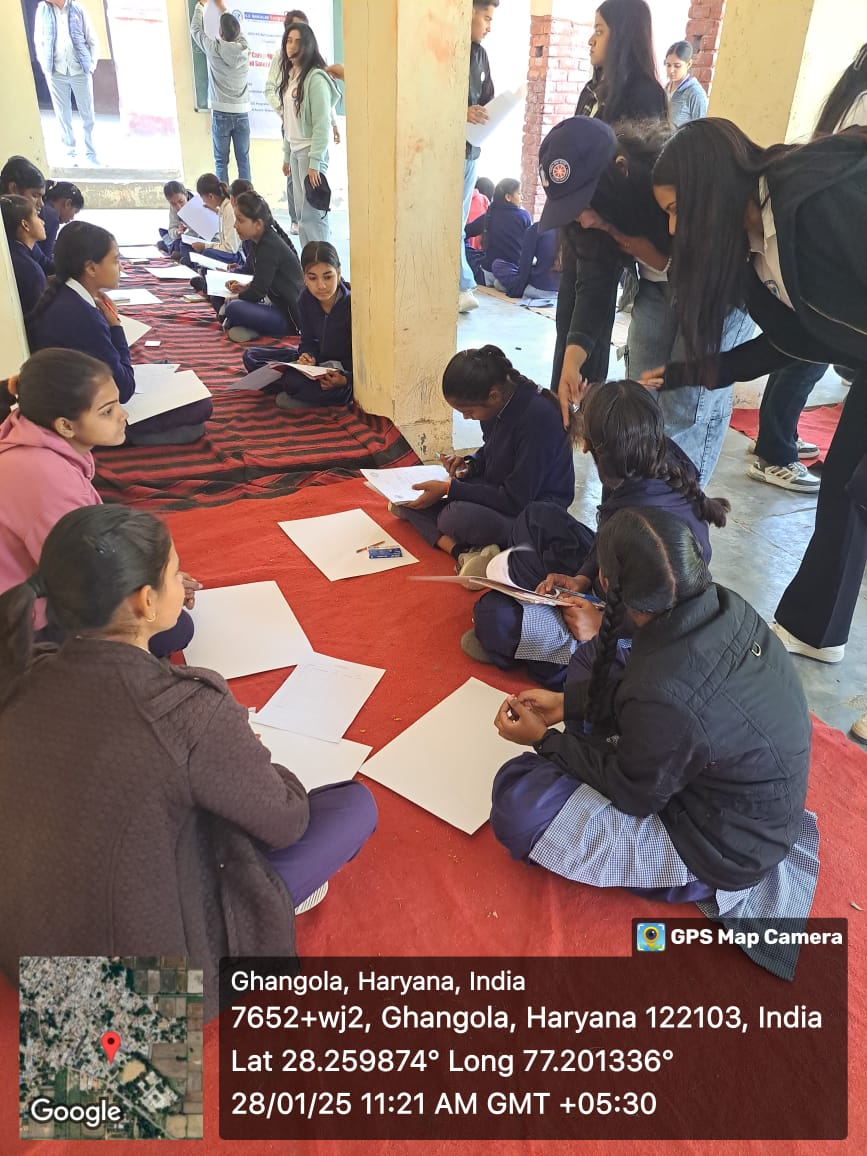 GPS Map Camera
Ghangola, Haryana, India
7652+wj2, Ghangola, Haryana 122103, India
Lat 28.259874° Long 77.201336°
28/01/25 11:21 AM GMT +05:30
Google